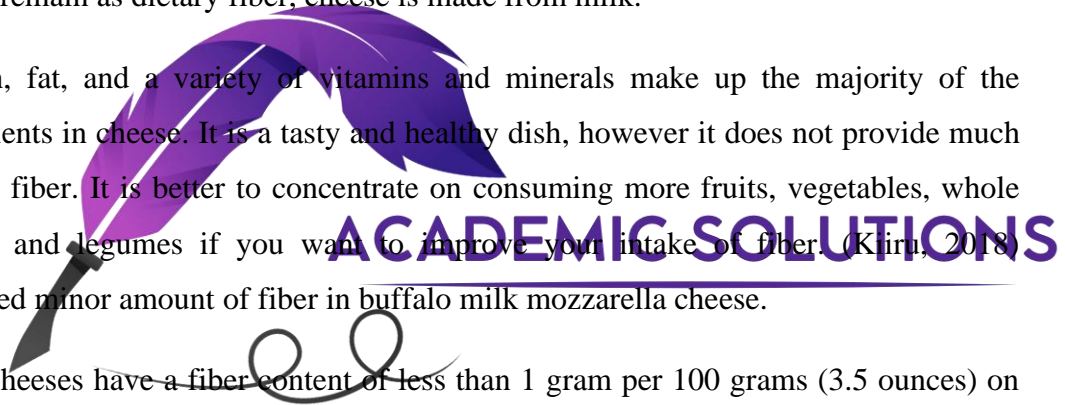 remain as dietary fiber, cheese is made from milk.
, fat, and a variety of vitamins and minerals make up the majority of the
in cheese. It is a tasty and healthy dish, however it does not provide much
fiber. It is better to concentrate on consuming more fruits, vegetables, whole
and legumes if you want to improve your intake of fiber. (Kiiru, 2018)
ACADEMIC SOLUTIONS
minor amount of fiber in buffalo milk mozzarella cheese.
cheeses have a fiber content of less than 1 gram per 100 grams (3.5 ounces) on